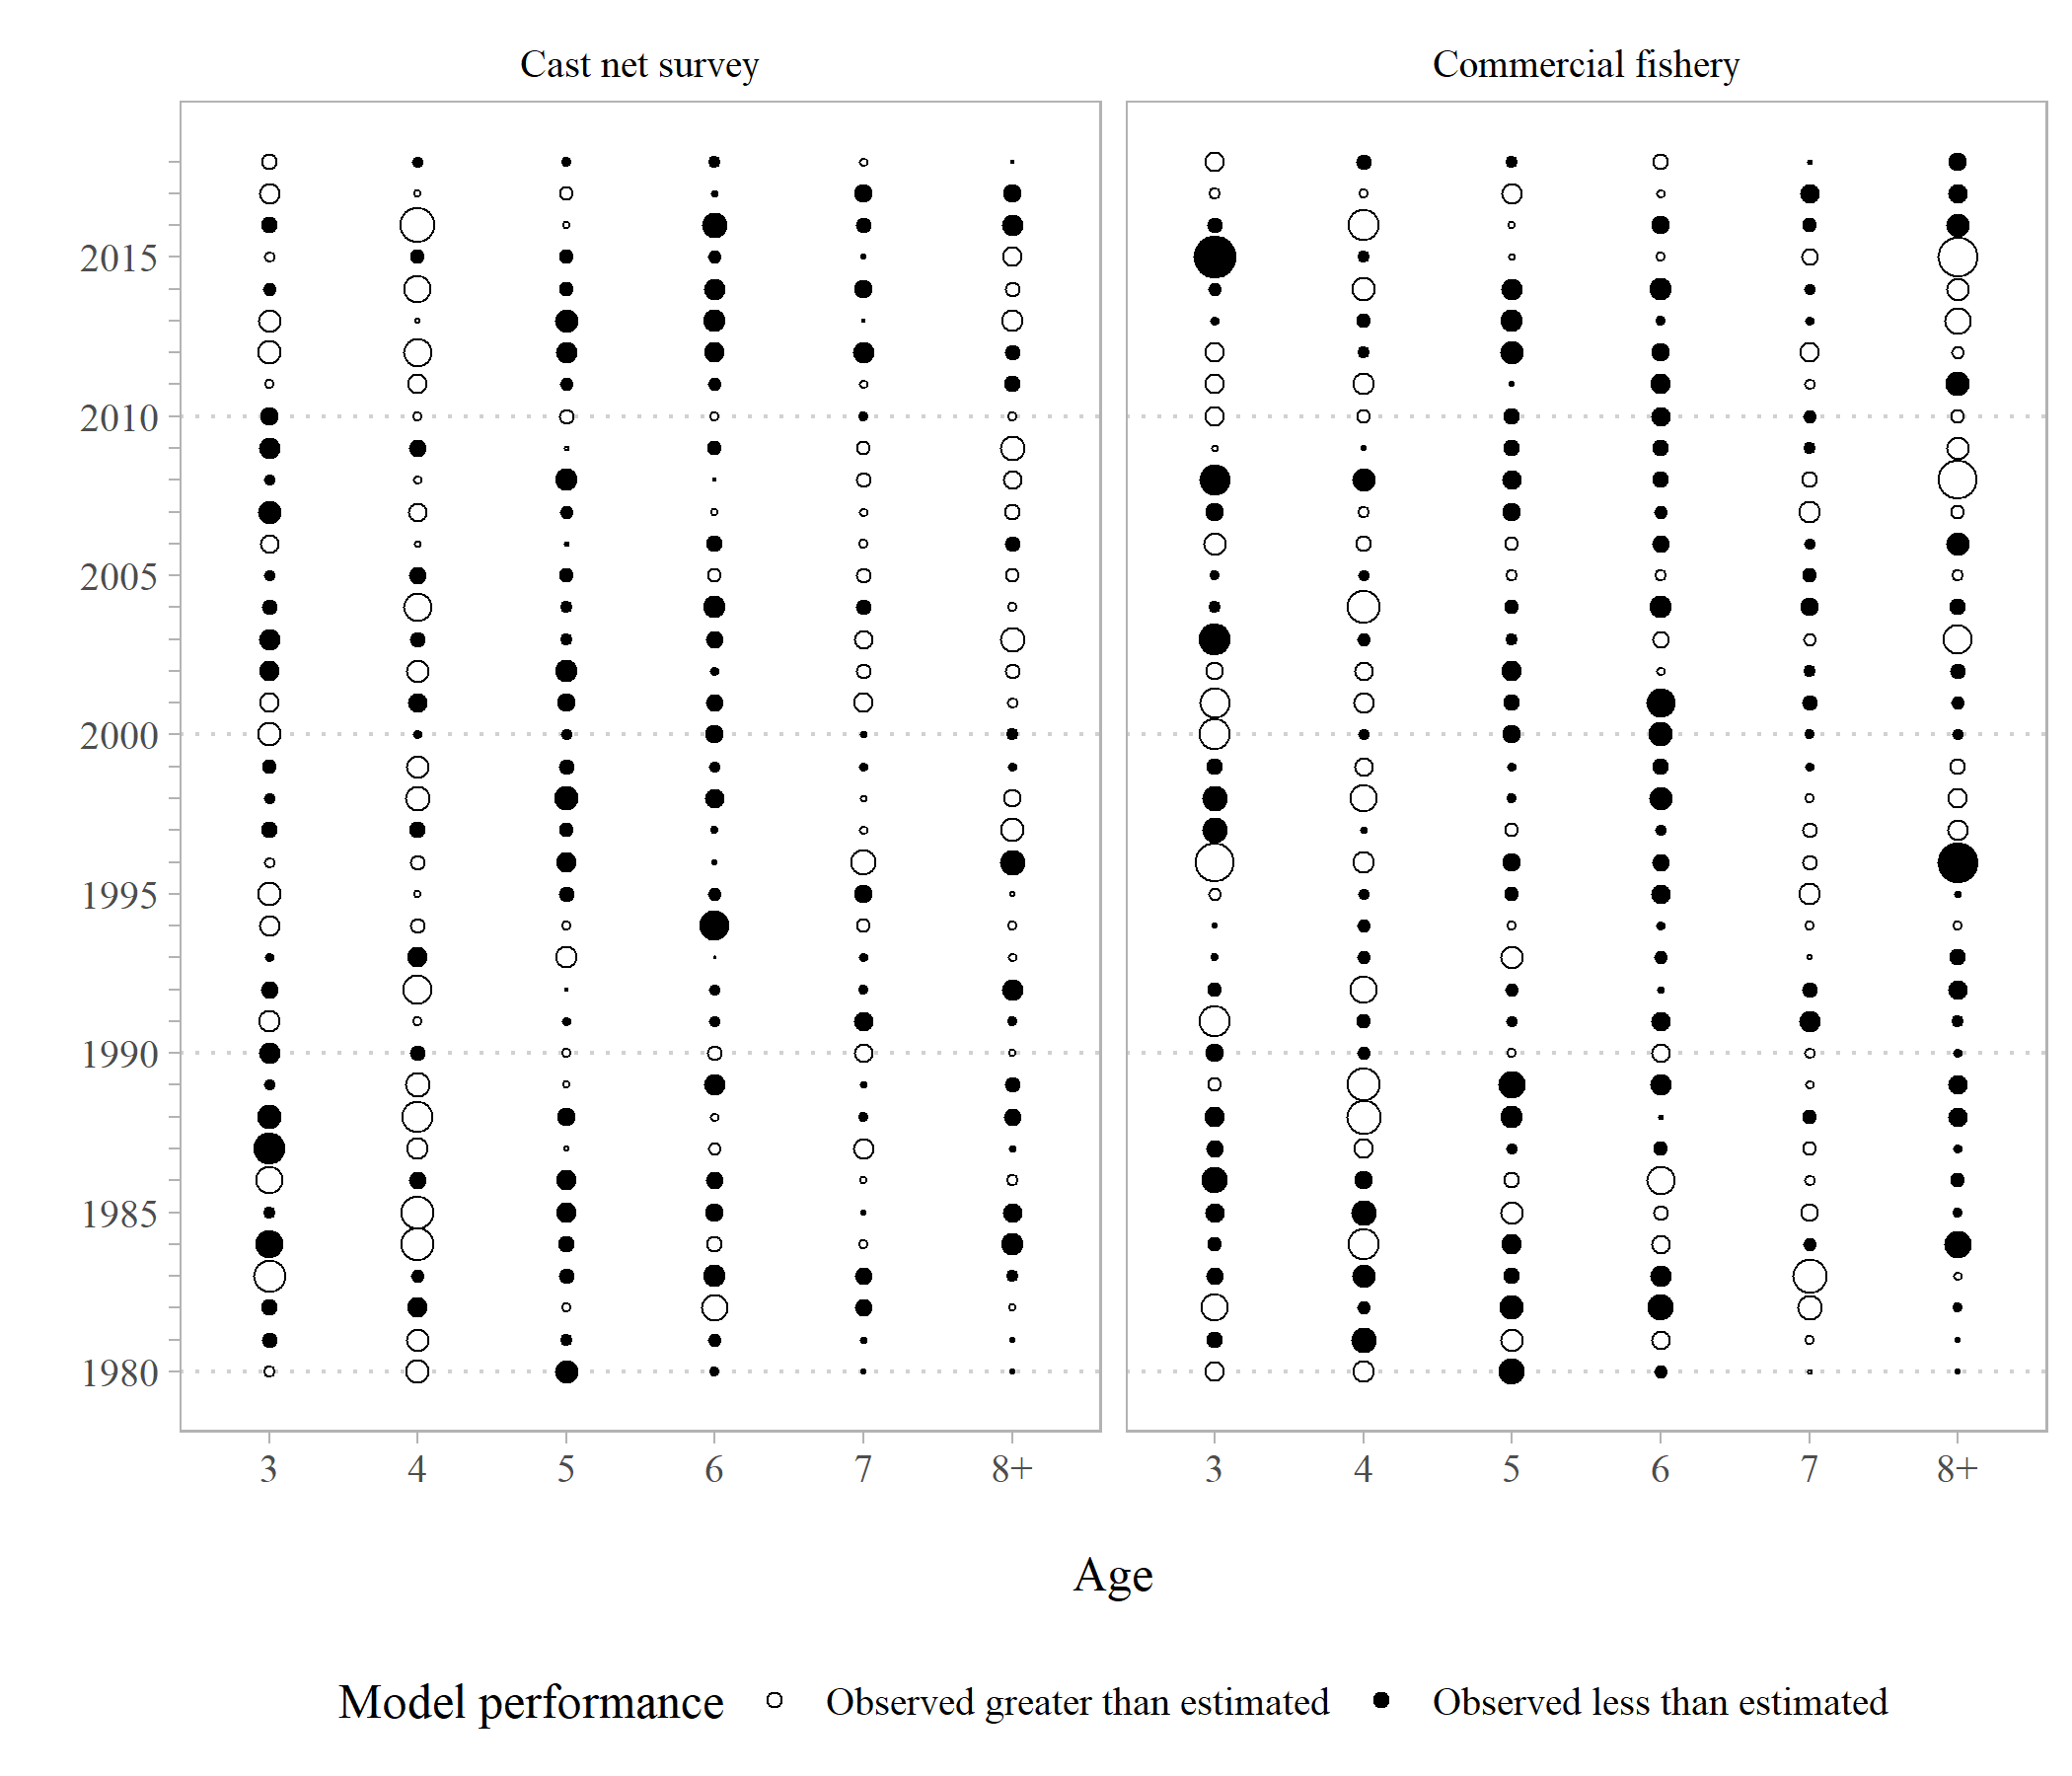 Cast net survey Commercial fishery
2015
2010
2005
2000
1995
1990
1985
1980
3 4 5 6 7 8+ 3 4 5 6 7 8+
Age
Model performance Observed greater than estimated Observed less than estimated